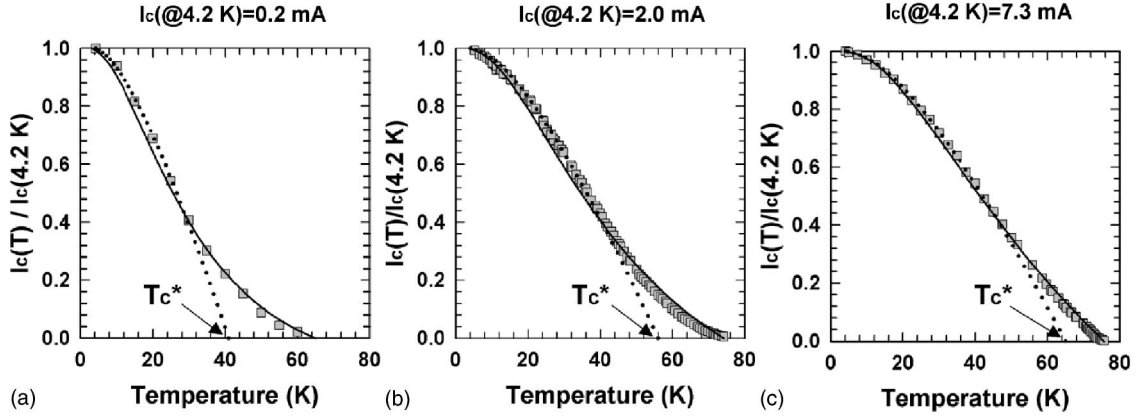 Ic(@4.2 K)=0.2 mA
Ic(@4.2 K)=2.0 mA
Ic(@4.2 K)=7.3 mA
Ic(T) / Ic(4.2 K)
1.0
0.8
0.6
0.4
0.2
0.0
Tc*
0 20 40 60 80
Temperature (K)
(a)
Ic(T)/Ic(4.2 K)
1.0
0.8
0.6
0.4
0.2
0.0
Tc*
0 20 40 60 80
Temperature (K)
(b)
Ic(T)/Ic(4.2 K)
1.0
0.8
0.6
0.4
0.2
0.0
Tc*
0 20 40 60 80
Temperature (K)
(c)